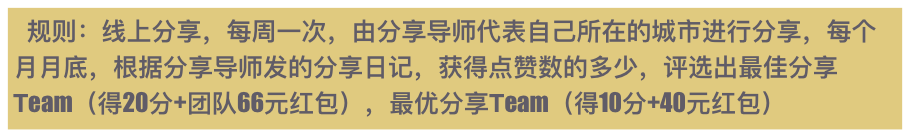 规则：线上分享，每周一次，由分享导师代表自己所在的城市进行分享，每个
月月底，根据分享导师发的分享日记，获得点赞数的多少，评选出最佳分享
Team（得20分+团队66元红包），最优分享Team（得10分+40元红包）